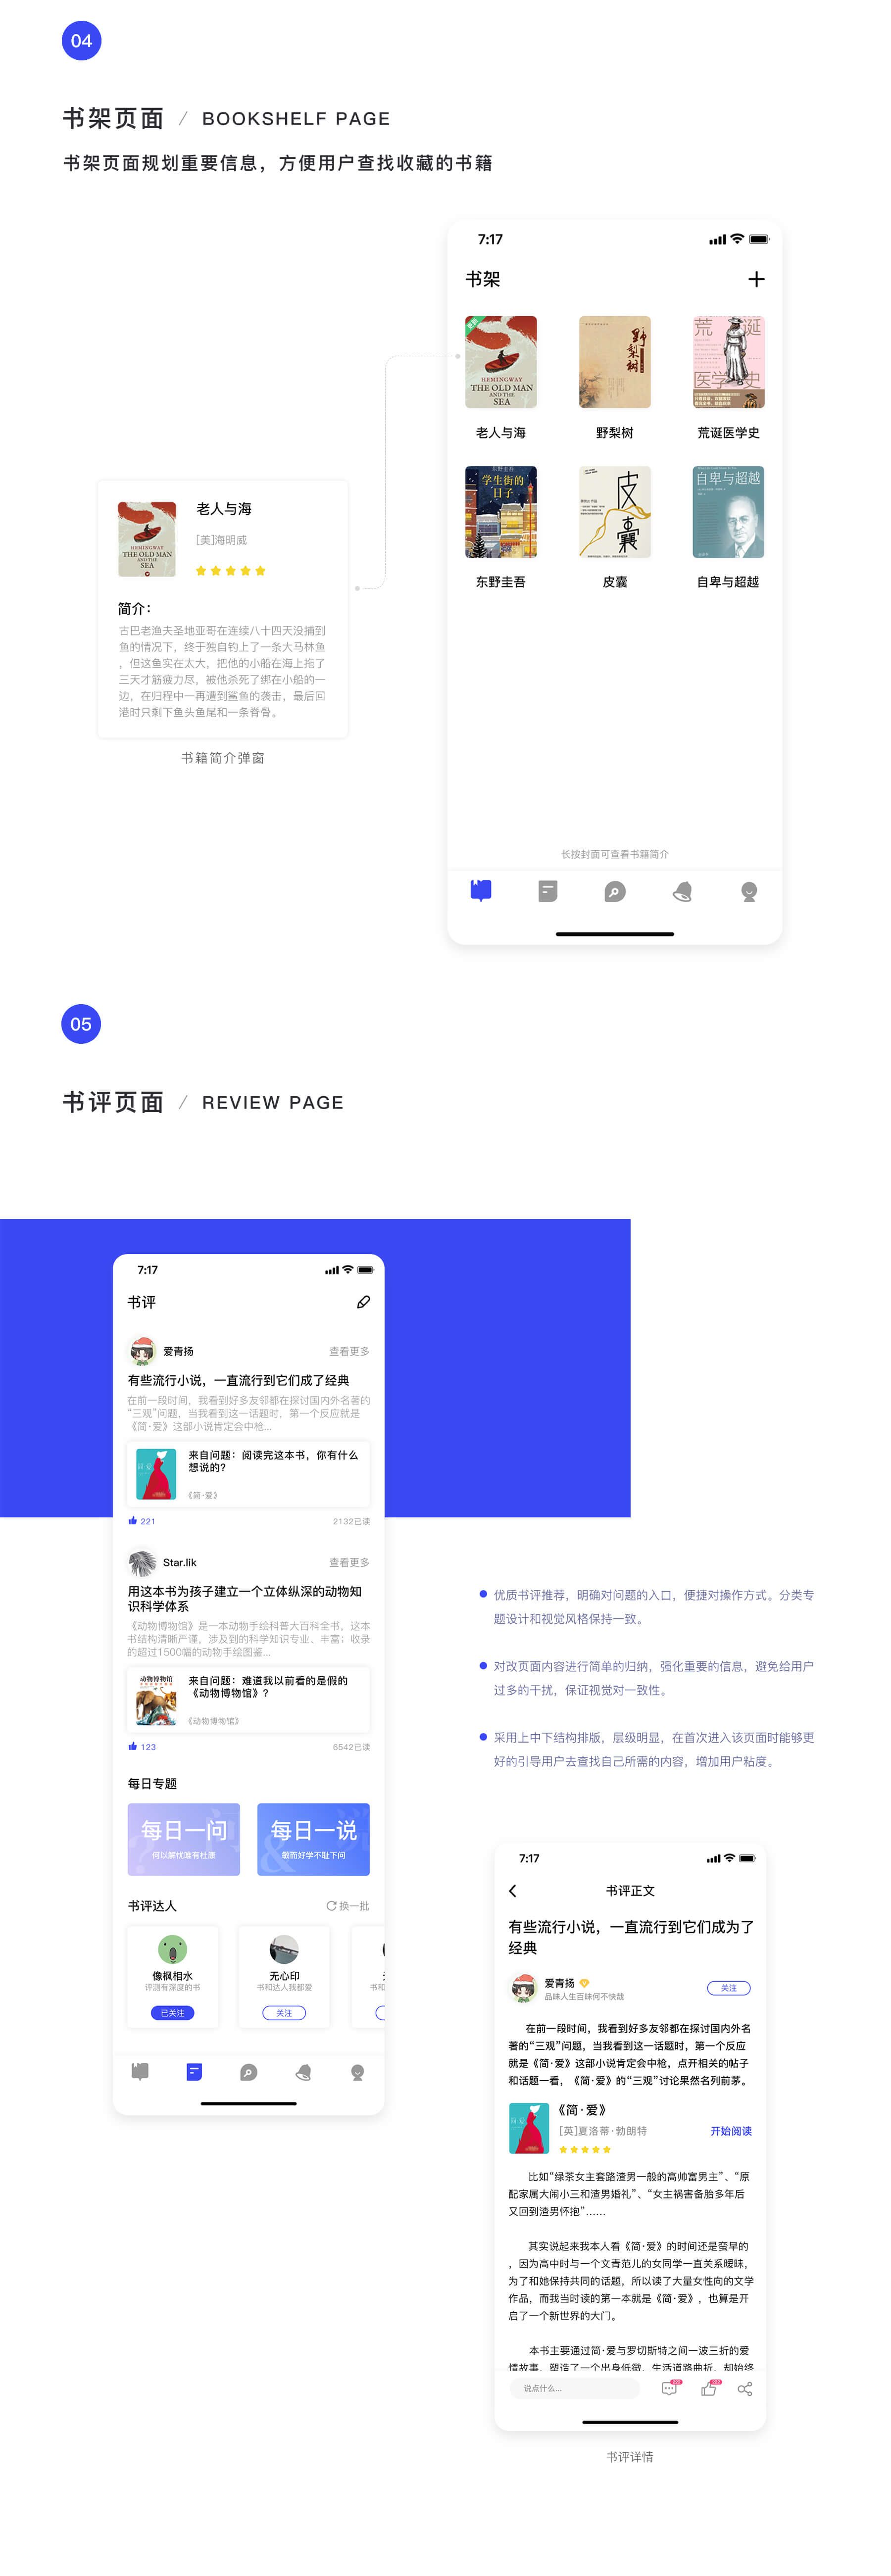 04
书架页面 / BOOKSHELF PAGE
书架页面规划重要信息，方便用户查找收藏的书籍
7:17
书架
HEMINGWAY
THE OLD MAN
AND THE
SEA
野梨树
荒诞
医学史
老人与海
野梨树
荒诞医学史
东野圭吾
学生街的
日子
皮囊
自卑与超越
东野圭吾
皮囊
自卑与超越
长按封面可查看书籍简介
HEMINGWAY
THE OLD MAN
AND THE
SEA
老人与海
[美]海明威
简介：
古巴老渔夫圣地亚哥在连续八十四天没捕到
鱼的情况下，终于独自钓上了一条大马林鱼
，但这鱼实在太大，把他的小船在海上拖了
三天才筋疲力尽，被他杀死了绑在小船的一
边，在归程中一再遭到鲨鱼的袭击，最后回
港时只剩下鱼头鱼尾和一条脊骨。
书籍简介弹窗
05
书评页面 / REVIEW PAGE
7:17
书评
爱青扬
查看更多
有些流行小说，一直流行到它们成了经典
在前一段时间，我看到好多友邻都在探讨国内外名著的
“三观”问题，当我看到这一话题时，第一个反应就是
《简·爱》这部小说肯定会中枪...
来自问题：阅读完这本书，你有什么
想说的？
《简·爱》
221
2132已读
Star.lik
查看更多
用这本书为孩子建立一个立体纵深的动物知
识科学体系
《动物博物馆》是一本动物手绘科普大百科全书，这本
书结构清晰严谨，涉及到的科学知识专业、丰富；收录
的超过1500幅的动物手绘图鉴...
动物博物馆
来自问题：难道我以前看的是假的
《动物博物馆》？
《动物博物馆》
123
6542已读
每日专题
每日一问
何以解忧唯有杜康
每日一说
敏而好学不耻下问
书评达人
换一批
像枫相水
评测有深度的书
已关注
无心印
书和达人我都爱
关注
优质书评推荐，明确对问题的入口，便捷对操作方式。分类专
题设计和视觉风格保持一致。
对改页面内容进行简单的归纳，强化重要的信息，避免给用户
过多的干扰，保证视觉对一致性。
采用上中下结构排版，层级明显，在首次进入该页面时能够更
好的引导用户去查找自己所需的内容，增加用户粘度。
7:17
书评正文
有些流行小说，一直流行到它们成为了
经典
爱青扬
品味人生百味何不快哉
关注
在前一段时间，我看到好多友邻都在探讨国内外名
著的“三观”问题，当我看到这一话题时，第一个反应
就是《简·爱》这部小说肯定会中枪，点开相关的帖子
和话题一看，《简·爱》的“三观”讨论果然名列前茅。
《简·爱》
[英]夏洛蒂·勃朗特
开始阅读
比如“绿茶女主套路渣男一般的高帅富男主”、“原
配家属大闹小三和渣男婚礼”、“女主祸害备胎多年后
又回到渣男怀抱”……
其实说起来我本人看《简·爱》的时间还是蛮早的
，因为高中时与一个文青范儿的女同学一直关系暧昧，
为了和她保持共同的话题，所以读了大量女性向的文学
作品，而我当时读的第一本就是《简·爱》，也算是开
启了一个新世界的大门。
本书主要通过简·爱与罗切斯特之间一波三折的爱
情故事，塑造了一个出身低微、生活道路曲折，却始终
说点什么...
书评详情